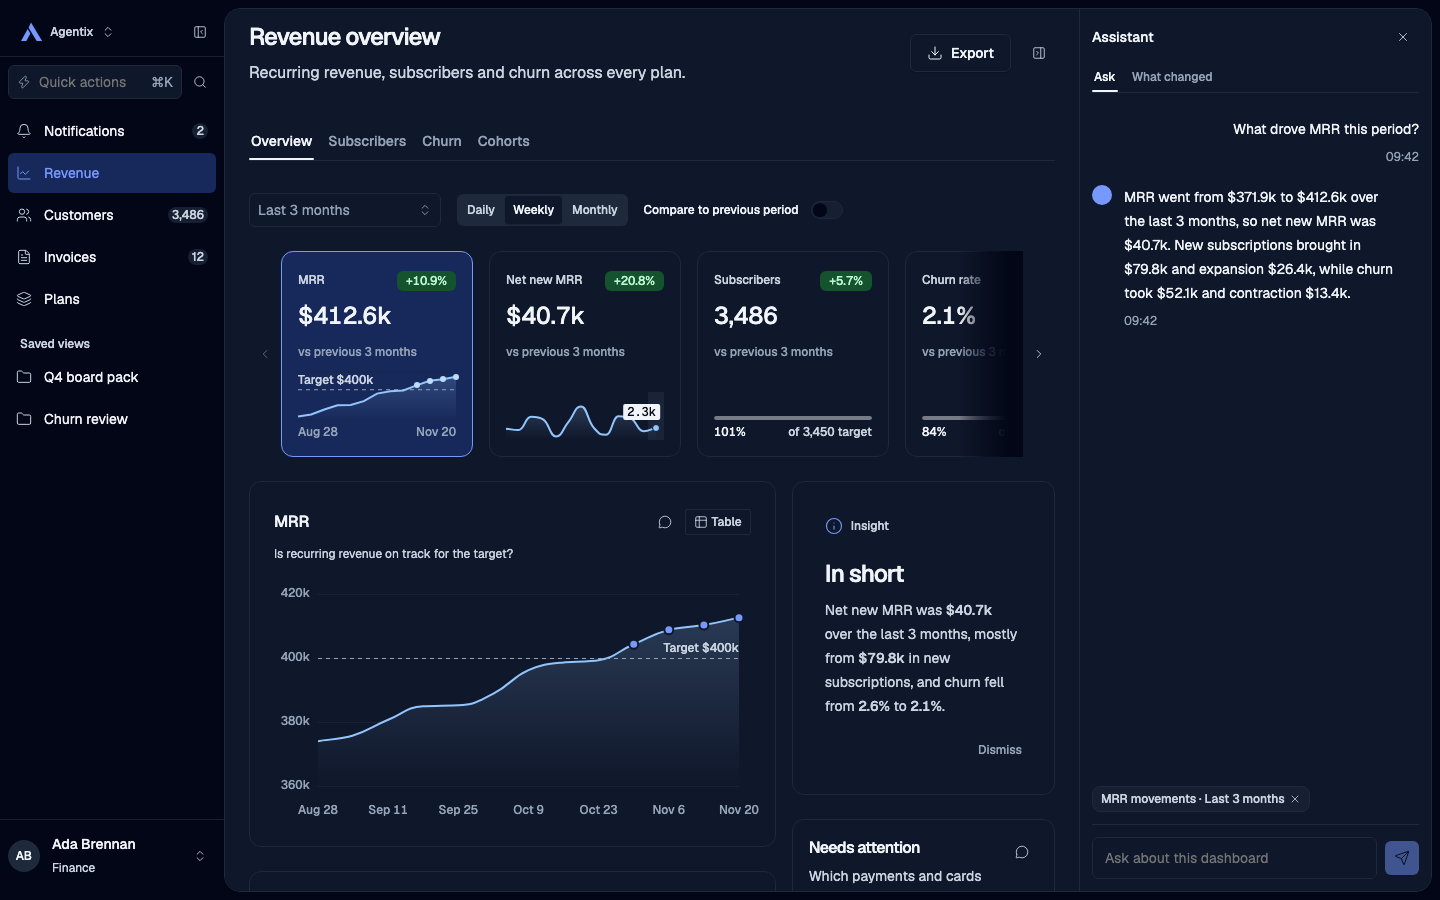 Agentix
Quick actions
⌘K
Notifications
2
Revenue
Customers
3,486
Invoices
12
Plans
Saved views
Q4 board pack
Churn review
AB
Ada Brennan
Finance
Revenue overview
Recurring revenue, subscribers and churn across every plan.
Export
Overview
Subscribers
Churn
Cohorts
Last 3 months
Daily
Weekly
Monthly
Compare to previous period
MRR
+10.9%
$412.6k
vs previous 3 months
Target $400k
Aug 28
Nov 20
Net new MRR
+20.8%
$40.7k
vs previous 3 months
2.3k
Subscribers
+5.7%
3,486
vs previous 3 months
101%
of 3,450 target
Churn rate
2.1%
vs previous 3
84%
MRR
Table
Is recurring revenue on track for the target?
420k
400k
380k
360k
Target $400k
Aug 28
Sep 11
Sep 25
Oct 9
Oct 23
Nov 6
Nov 20
Insight
In short
Net new MRR was $40.7k
over the last 3 months, mostly
from $79.8k in new
subscriptions, and churn fell
from 2.6% to 2.1%.
Dismiss
Needs attention
Which payments and cards
Assistant
Ask
What changed
What drove MRR this period?
09:42
MRR went from $371.9k to $412.6k over
the last 3 months, so net new MRR was
$40.7k. New subscriptions brought in
$79.8k and expansion $26.4k, while churn
took $52.1k and contraction $13.4k.
09:42
MRR movements · Last 3 months
Ask about this dashboard